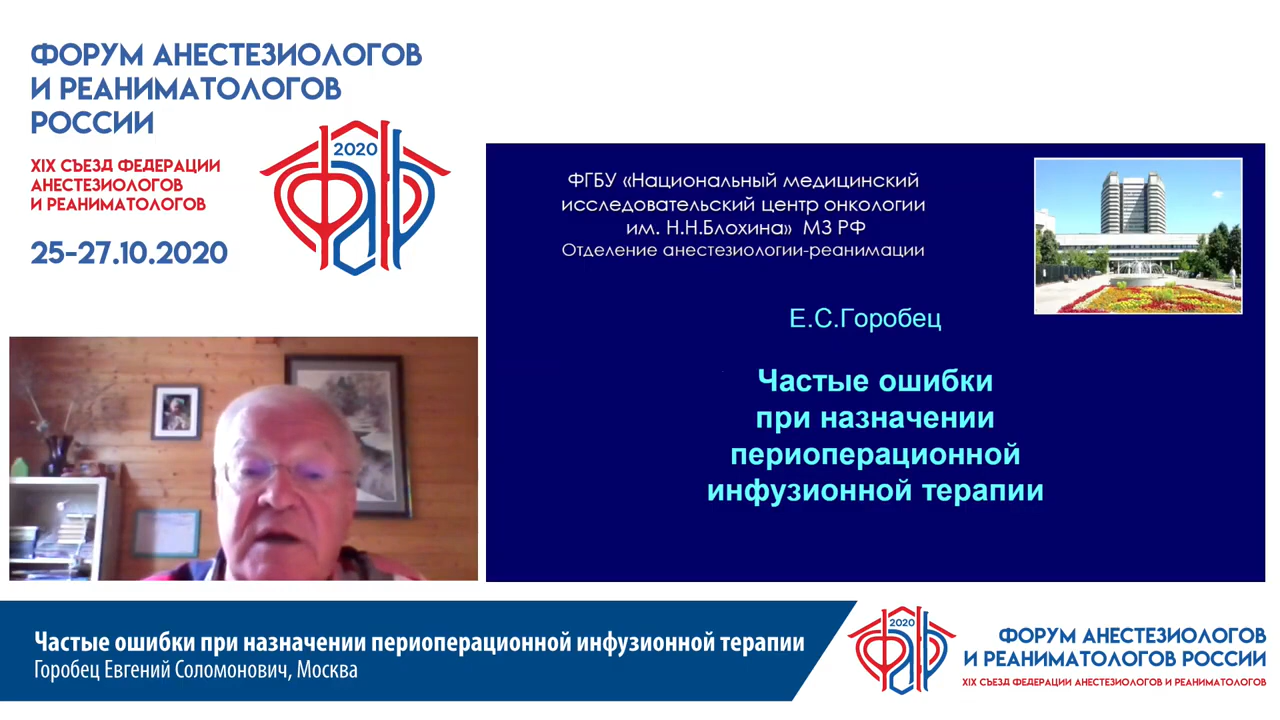 ФОРУМ АНЕСТЕЗИОЛОГОВ
И РЕАНИМАТОЛОГОВ
РОССИИ
XIX СЪЕЗД ФЕДЕРАЦИИ
АНЕСТЕЗИОЛОГОВ
И РЕАНИМАТОЛОГОВ
25-27.10.2020
2020
ФАР
ФГБУ «Национальный медицинский
исследовательский центр онкологии
им. Н.Н.Блохина» МЗ РФ
Отделение анестезиологии-реанимации
Е.С.Горобец
Частые ошибки
при назначении
периоперационной
инфузионной терапии
Частые ошибки при назначении периоперационной инфузионной терапии
Горобец Евгений Соломонович, Москва
2020
ФАР
ФОРУМ АНЕСТЕЗИОЛОГОВ
И РЕАНИМАТОЛОГОВ РОССИИ
XIX СЪЕЗД ФЕДЕРАЦИИ АНЕСТЕЗИОЛОГОВ И РЕАНИМАТОЛОГОВ